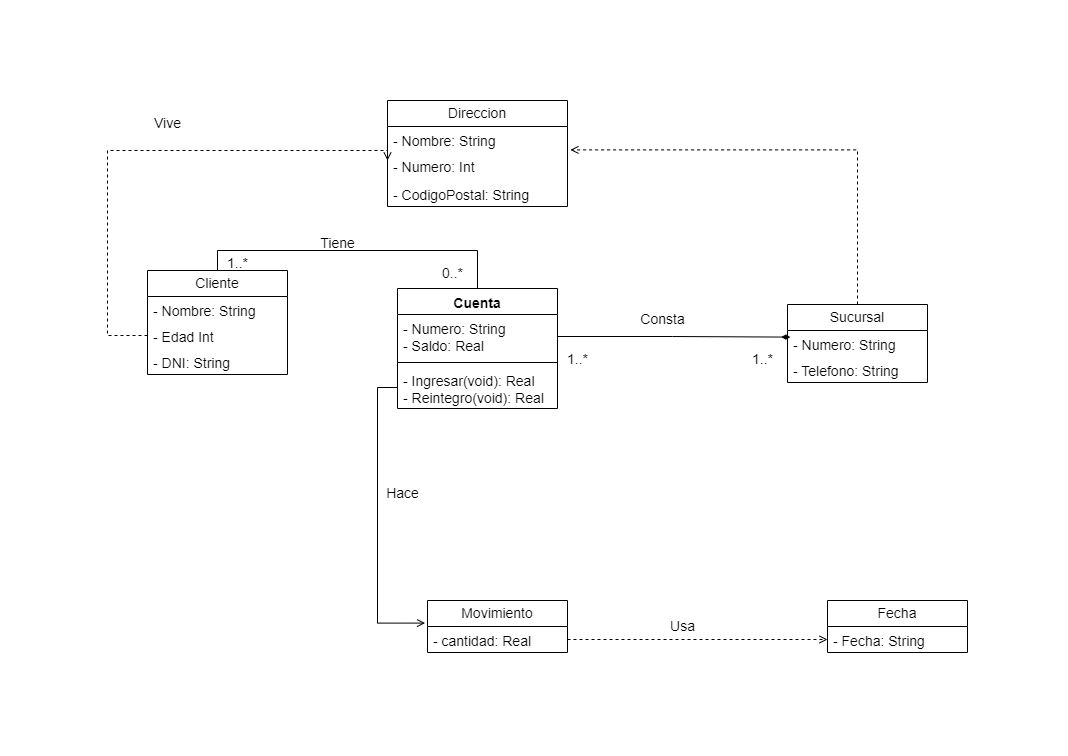 Direccion
Vive
- Nombre: String
- Numero: Int
- CodigoPostal: String
Tiene
1..*
0..*
Cliente
- Nombre: String
- Edad Int
- DNI: String
Cuenta
- Numero: String
- Saldo: Real
- Ingresar(void): Real
- Reintegro(void): Real
Consta
1..*
1..*
Sucursal
- Numero: String
- Telefono: String
Hace
Movimiento
- cantidad: Real
Usa
Fecha
- Fecha: String